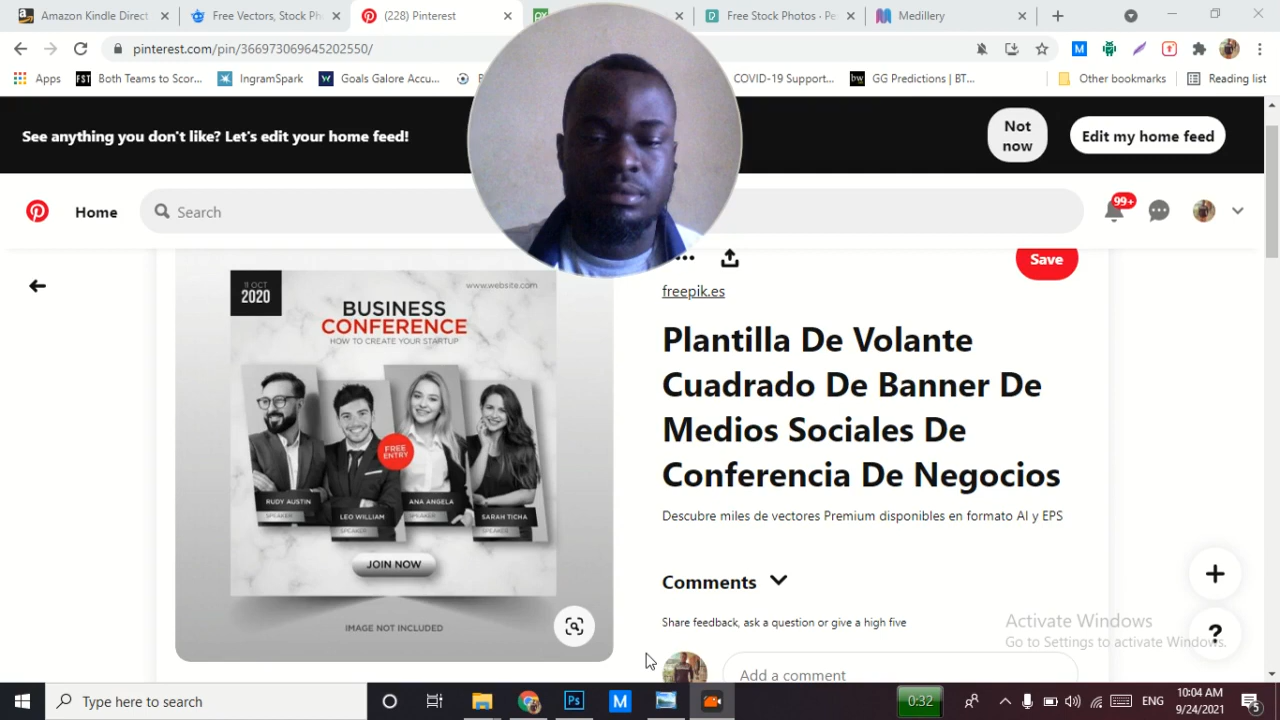 Amazon Kindle Direct
Free Vectors, Stock Ph
(228) Pinterest
Free Stock Photos - Pe
Medillery
pinterest.com/pin/366973069645202550/
Apps
Both Teams to Scor...
IngramSpark
Goals Galore Accu...
COVID-19 Support...
GG Predictions | BT...
Other bookmarks
Reading list
See anything you don't like? Let's edit your home feed!
Not
now
Edit my home feed
Home
Search
99+
Save
freepik.es
11 OCT
2020
www.website.com
BUSINESS
CONFERENCE
HOW TO CREATE YOUR STARTUP
FREE
ENTRY
RUDY AUSTIN
SPEAKER
LEO WILLIAM
SPEAKER
ANA ANGELA
SPEAKER
SARAH TICHA
SPEAKER
JOIN NOW
IMAGE NOT INCLUDED
Plantilla De Volante
Cuadrado De Banner De
Medios Sociales De
Conferencia De Negocios
Descubre miles de vectores Premium disponibles en formato AI y EPS
Comments
Share feedback, ask a question or give a high five
Add a comment
Activate Windows
Go to Settings to activate Windows.
Type here to search
0:32
ENG
10:04 AM
9/24/2021
5